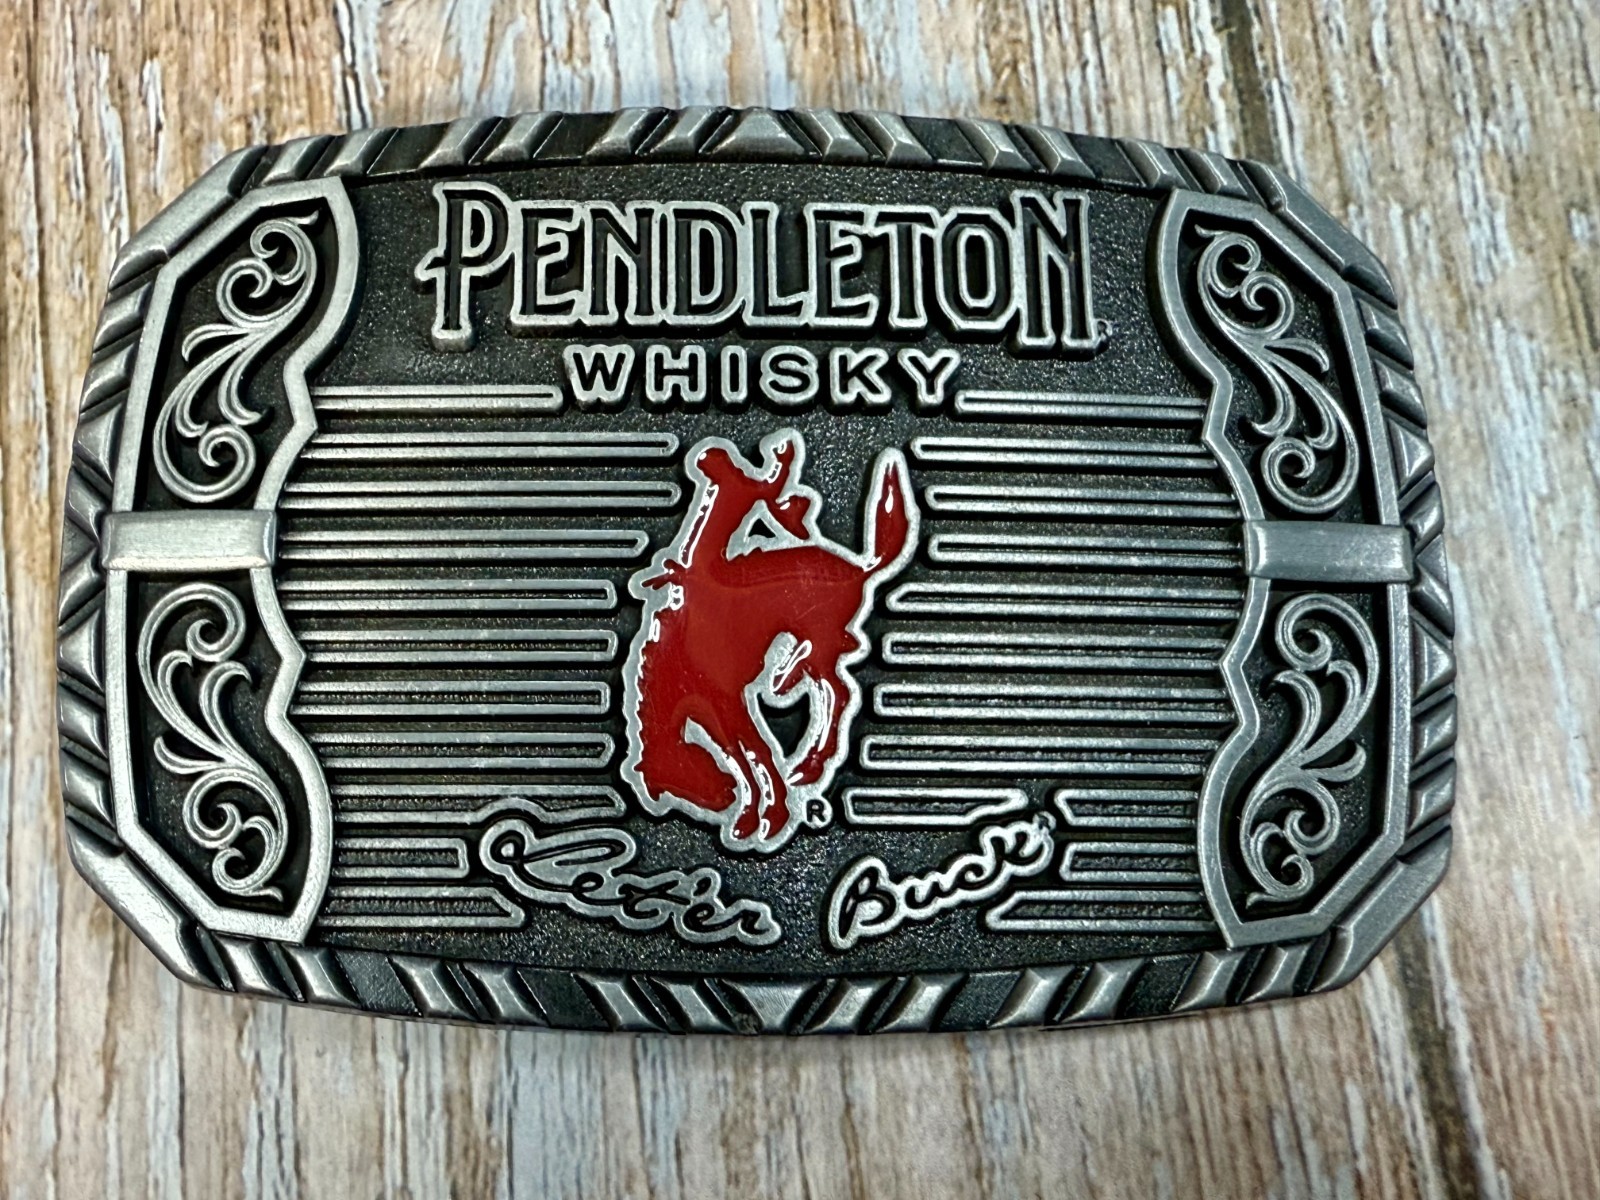 PENDLETON
WHISKY
®
Let'er Buck